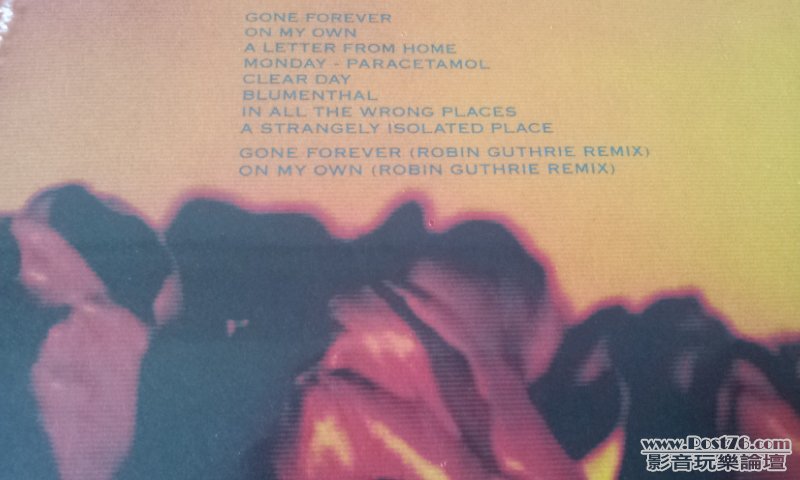 GONE FOREVER
ON MY OWN
A LETTER FROM HOME
MONDAY - PARACETAMOL
CLEAR DAY
BLUMENTHAL
IN ALL THE WRONG PLACES
A STRANGELY ISOLATED PLACE
GONE FOREVER (ROBIN GUTHRIE REMIX)
ON MY OWN (ROBIN GUTHRIE REMIX)
www.Post76.com
影音玩樂論壇